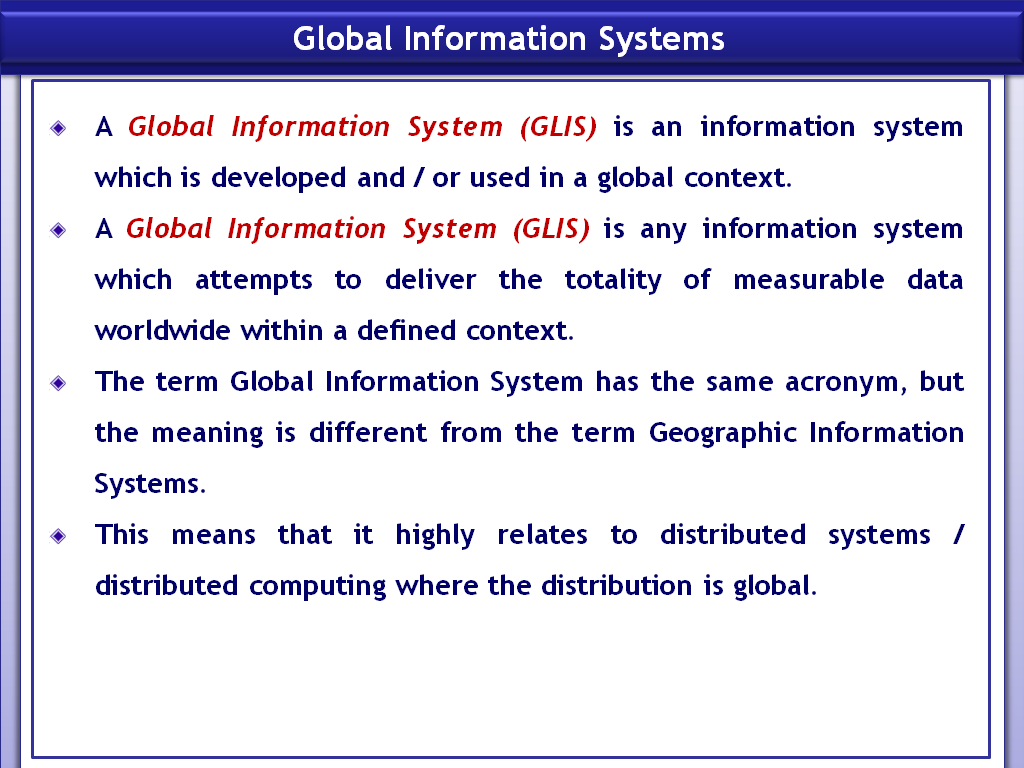 Global Information Systems
A Global Information System (GLIS) is an information system
which is developed and / or used in a global context.
A Global Information System (GLIS) is any information system
which attempts to deliver the totality of measurable data
worldwide within a defined context.
The term Global Information System has the same acronym, but
the meaning is different from the term Geographic Information
Systems.
This means that it highly relates to distributed systems /
distributed computing where the distribution is global.